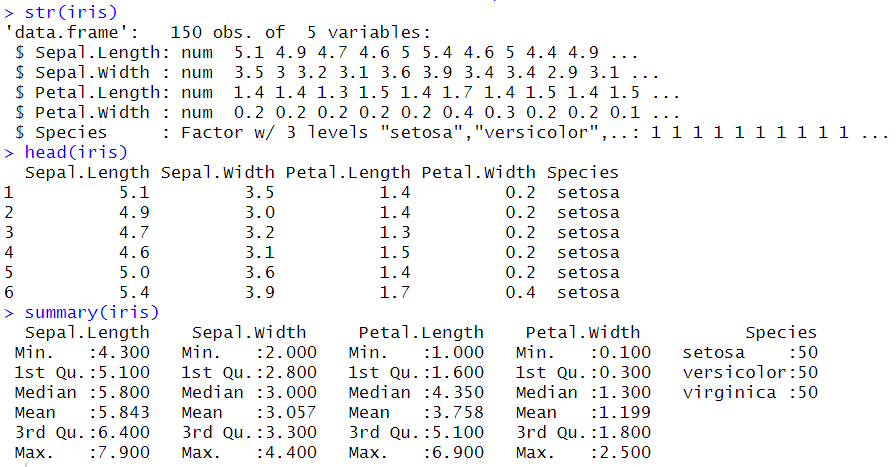 > str(iris)
'data.frame':   150 obs. of  5 variables:
 $ Sepal.Length: num  5.1 4.9 4.7 4.6 5 5.4 4.6 5 4.4 4.9 ...
 $ Sepal.Width : num  3.5 3 3.2 3.1 3.6 3.9 3.4 3.4 2.9 3.1 ...
 $ Petal.Length: num  1.4 1.4 1.3 1.5 1.4 1.7 1.4 1.5 1.4 1.5 ...
 $ Petal.Width : num  0.2 0.2 0.2 0.2 0.2 0.4 0.3 0.2 0.2 0.1 ...
 $ Species     : Factor w/ 3 levels "setosa","versicolor",..: 1 1 1 1 1 1 1 1 1 1 ...
> head(iris)
  Sepal.Length Sepal.Width Petal.Length Petal.Width Species
1          5.1         3.5          1.4         0.2  setosa
2          4.9         3.0          1.4         0.2  setosa
3          4.7         3.2          1.3         0.2  setosa
4          4.6         3.1          1.5         0.2  setosa
5          5.0         3.6          1.4         0.2  setosa
6          5.4         3.9          1.7         0.4  setosa
> summary(iris)
  Sepal.Length    Sepal.Width     Petal.Length    Petal.Width          Species
 Min.   :4.300   Min.   :2.000   Min.   :1.000   Min.   :0.100   setosa    :50
 1st Qu.:5.100   1st Qu.:2.800   1st Qu.:1.600   1st Qu.:0.300   versicolor:50
 Median :5.800   Median :3.000   Median :4.350   Median :1.300   virginica :50
 Mean   :5.843   Mean   :3.057   Mean   :3.758   Mean   :1.199
 3rd Qu.:6.400   3rd Qu.:3.300   3rd Qu.:5.100   3rd Qu.:1.800
 Max.   :7.900   Max.   :4.400   Max.   :6.900   Max.   :2.500